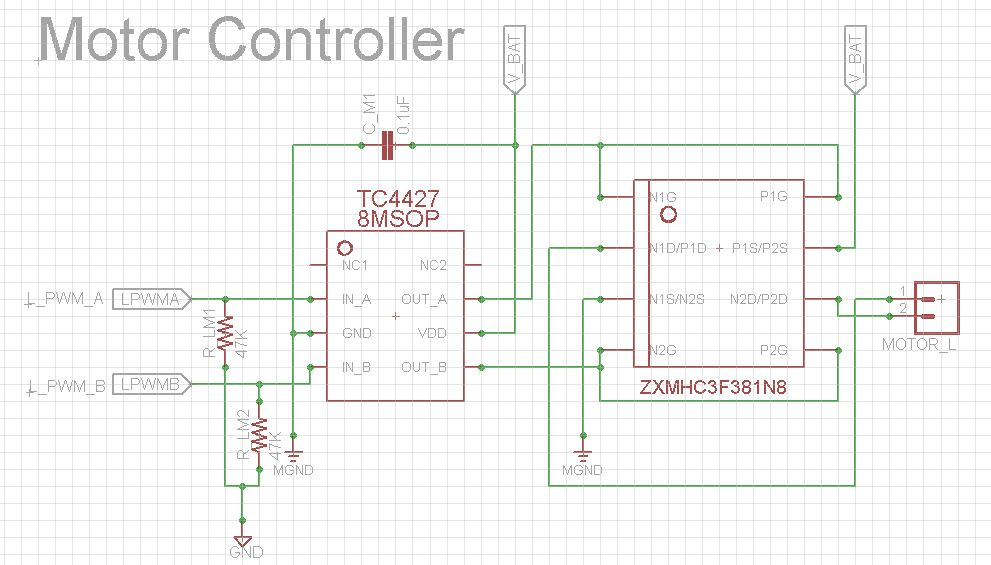 Motor Controller
V_BAT
V_BAT
C_M1
0.1uF
TC4427
8MSOP
NC1
NC2
IN_A
OUT_A
GND
VDD
IN_B
OUT_B
L_PWM_A
LPWMA
R_LM1
47K
L_PWM_B
LPWMB
R_LM2
47K
MGND
GND
N1G
P1G
N1D/P1D
P1S/P2S
N1S/N2S
N2D/P2D
N2G
P2G
ZXMHC3F381N8
MGND
1
2
MOTOR_L